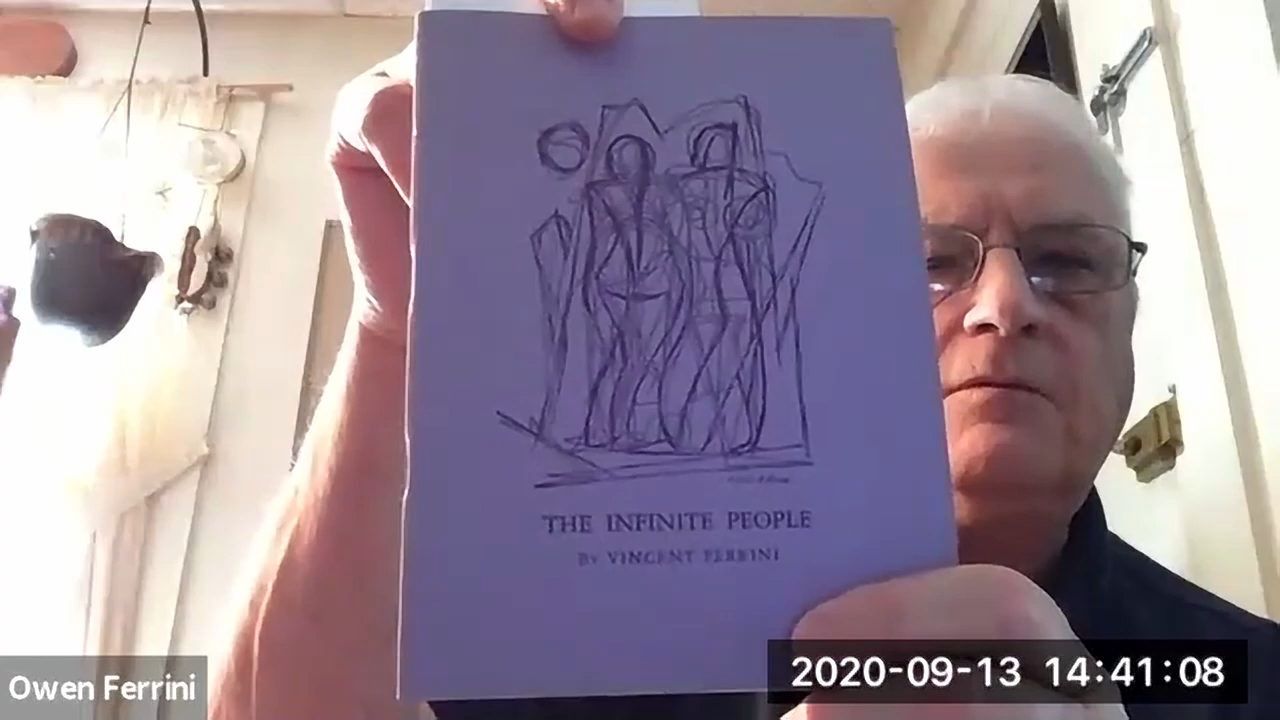 THE INFINITE PEOPLE
BY VINCENT FERRINI
Owen Ferrini
2020-09-13 14:41:08